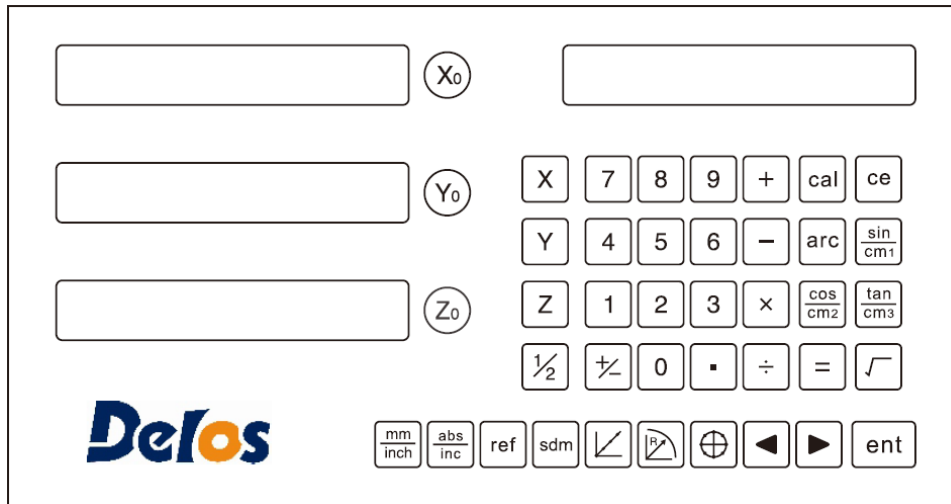 X0
Y0
Z0
X 7 8 9 + cal ce
Y 4 5 6 − arc sin/cm1
Z 1 2 3 × cos/cm2 tan/cm3
1/2 +/− 0 . ÷ = √
Delos
mm/inch abs/inc ref sdm R ent